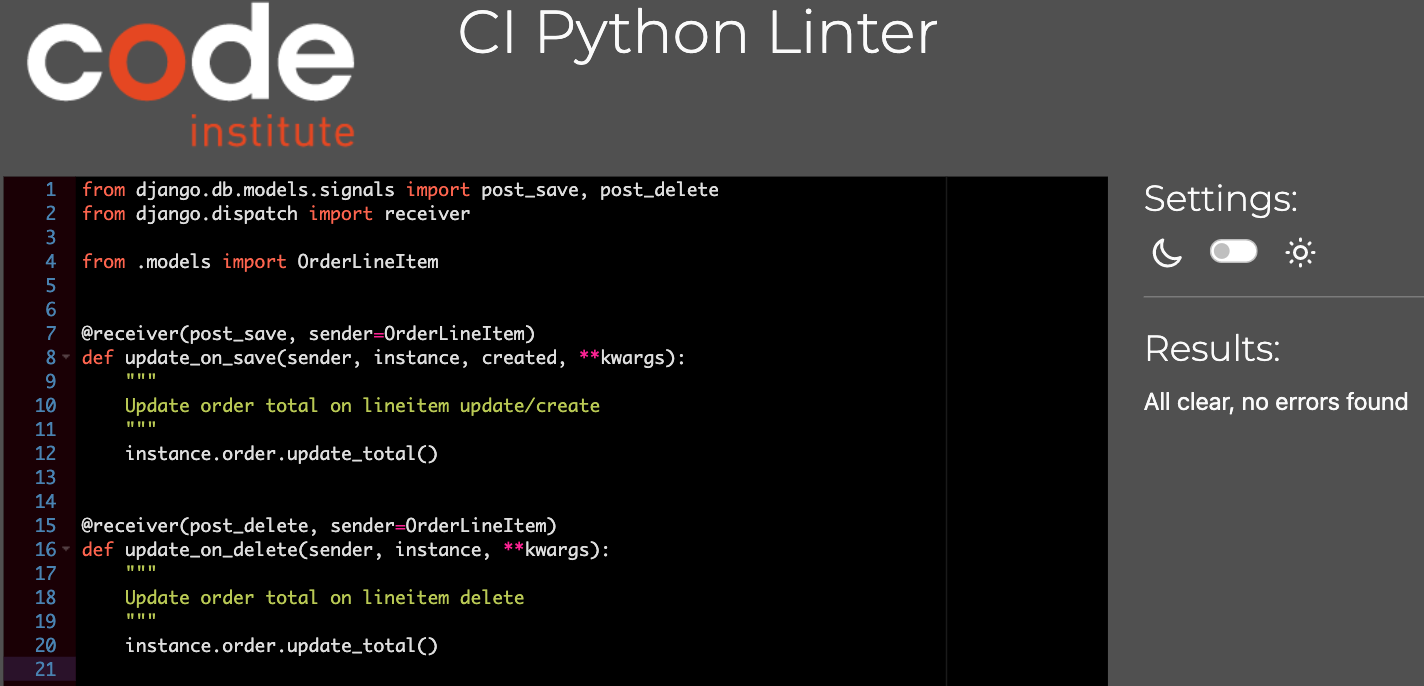 code
institute
CI Python Linter
1 from django.db.models.signals import post_save, post_delete
2 from django.dispatch import receiver
3
4 from .models import OrderLineItem
5
6
7 @receiver(post_save, sender=OrderLineItem)
8 def update_on_save(sender, instance, created, **kwargs):
9     """
10     Update order total on lineitem update/create
11     """
12     instance.order.update_total()
13
14
15 @receiver(post_delete, sender=OrderLineItem)
16 def update_on_delete(sender, instance, **kwargs):
17     """
18     Update order total on lineitem delete
19     """
20     instance.order.update_total()
21
Settings:
Results:
All clear, no errors found